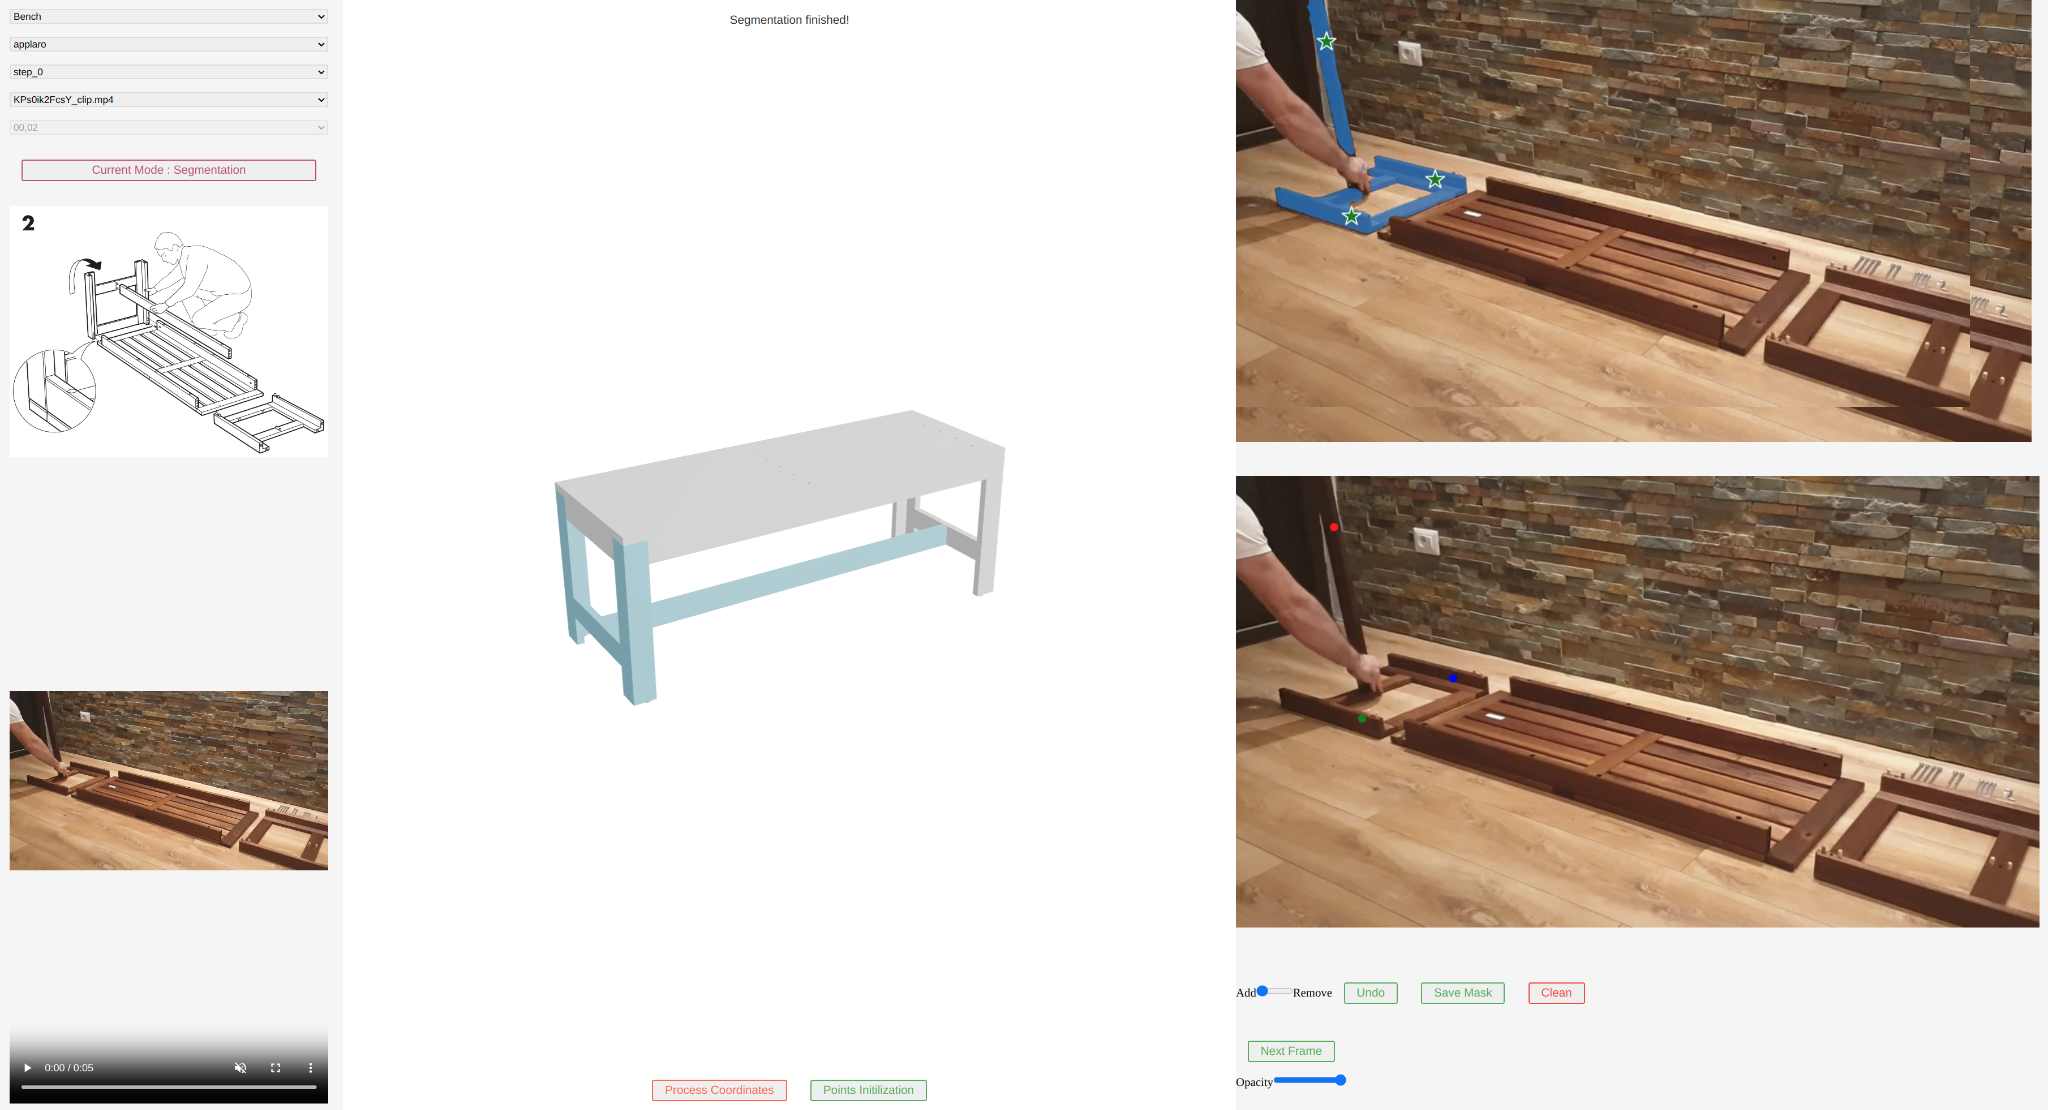 Bench
applaro
step_0
KPs0ik2FcsY_clip.mp4
00,02
Current Mode : Segmentation
2
0:00 / 0:05
Segmentation finished!
Process Coordinates
Points Initilization
Add
Remove
Undo
Save Mask
Clean
Next Frame
Opacity